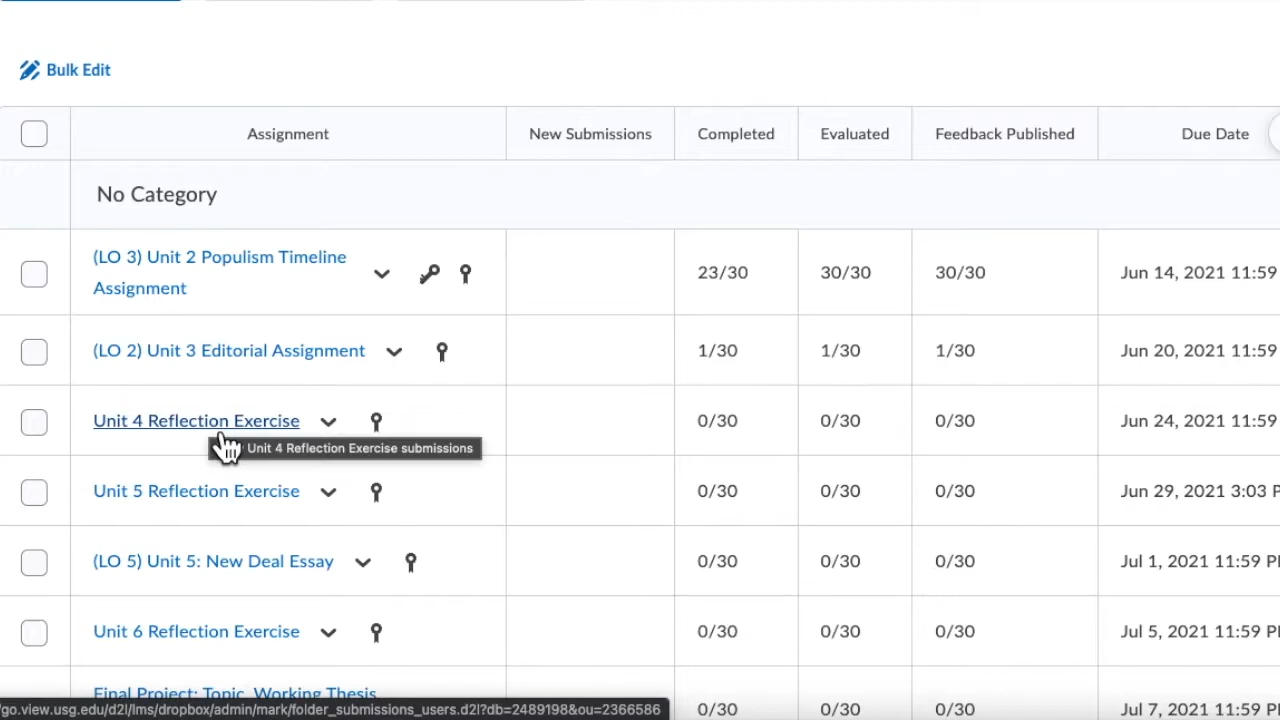 Bulk Edit
Assignment New Submissions Completed Evaluated Feedback Published Due Date
No Category
(LO 3) Unit 2 Populism Timeline
Assignment
23/30 30/30 30/30 Jun 14, 2021 11:59
(LO 2) Unit 3 Editorial Assignment 1/30 1/30 1/30 Jun 20, 2021 11:59
Unit 4 Reflection Exercise 0/30 0/30 0/30 Jun 24, 2021 11:59
Unit 4 Reflection Exercise submissions
Unit 5 Reflection Exercise 0/30 0/30 0/30 Jun 29, 2021 3:03 P
(LO 5) Unit 5: New Deal Essay 0/30 0/30 0/30 Jul 1, 2021 11:59 P
Unit 6 Reflection Exercise 0/30 0/30 0/30 Jul 5, 2021 11:59 P
Final Project: Topic, Working Thesis, 0/30 0/30 0/30 Jul 7, 2021 11:59 P
/go.view.usg.edu/d2l/lms/dropbox/admin/mark/folder_submissions_users.d2l?db=2489198&ou=2366586